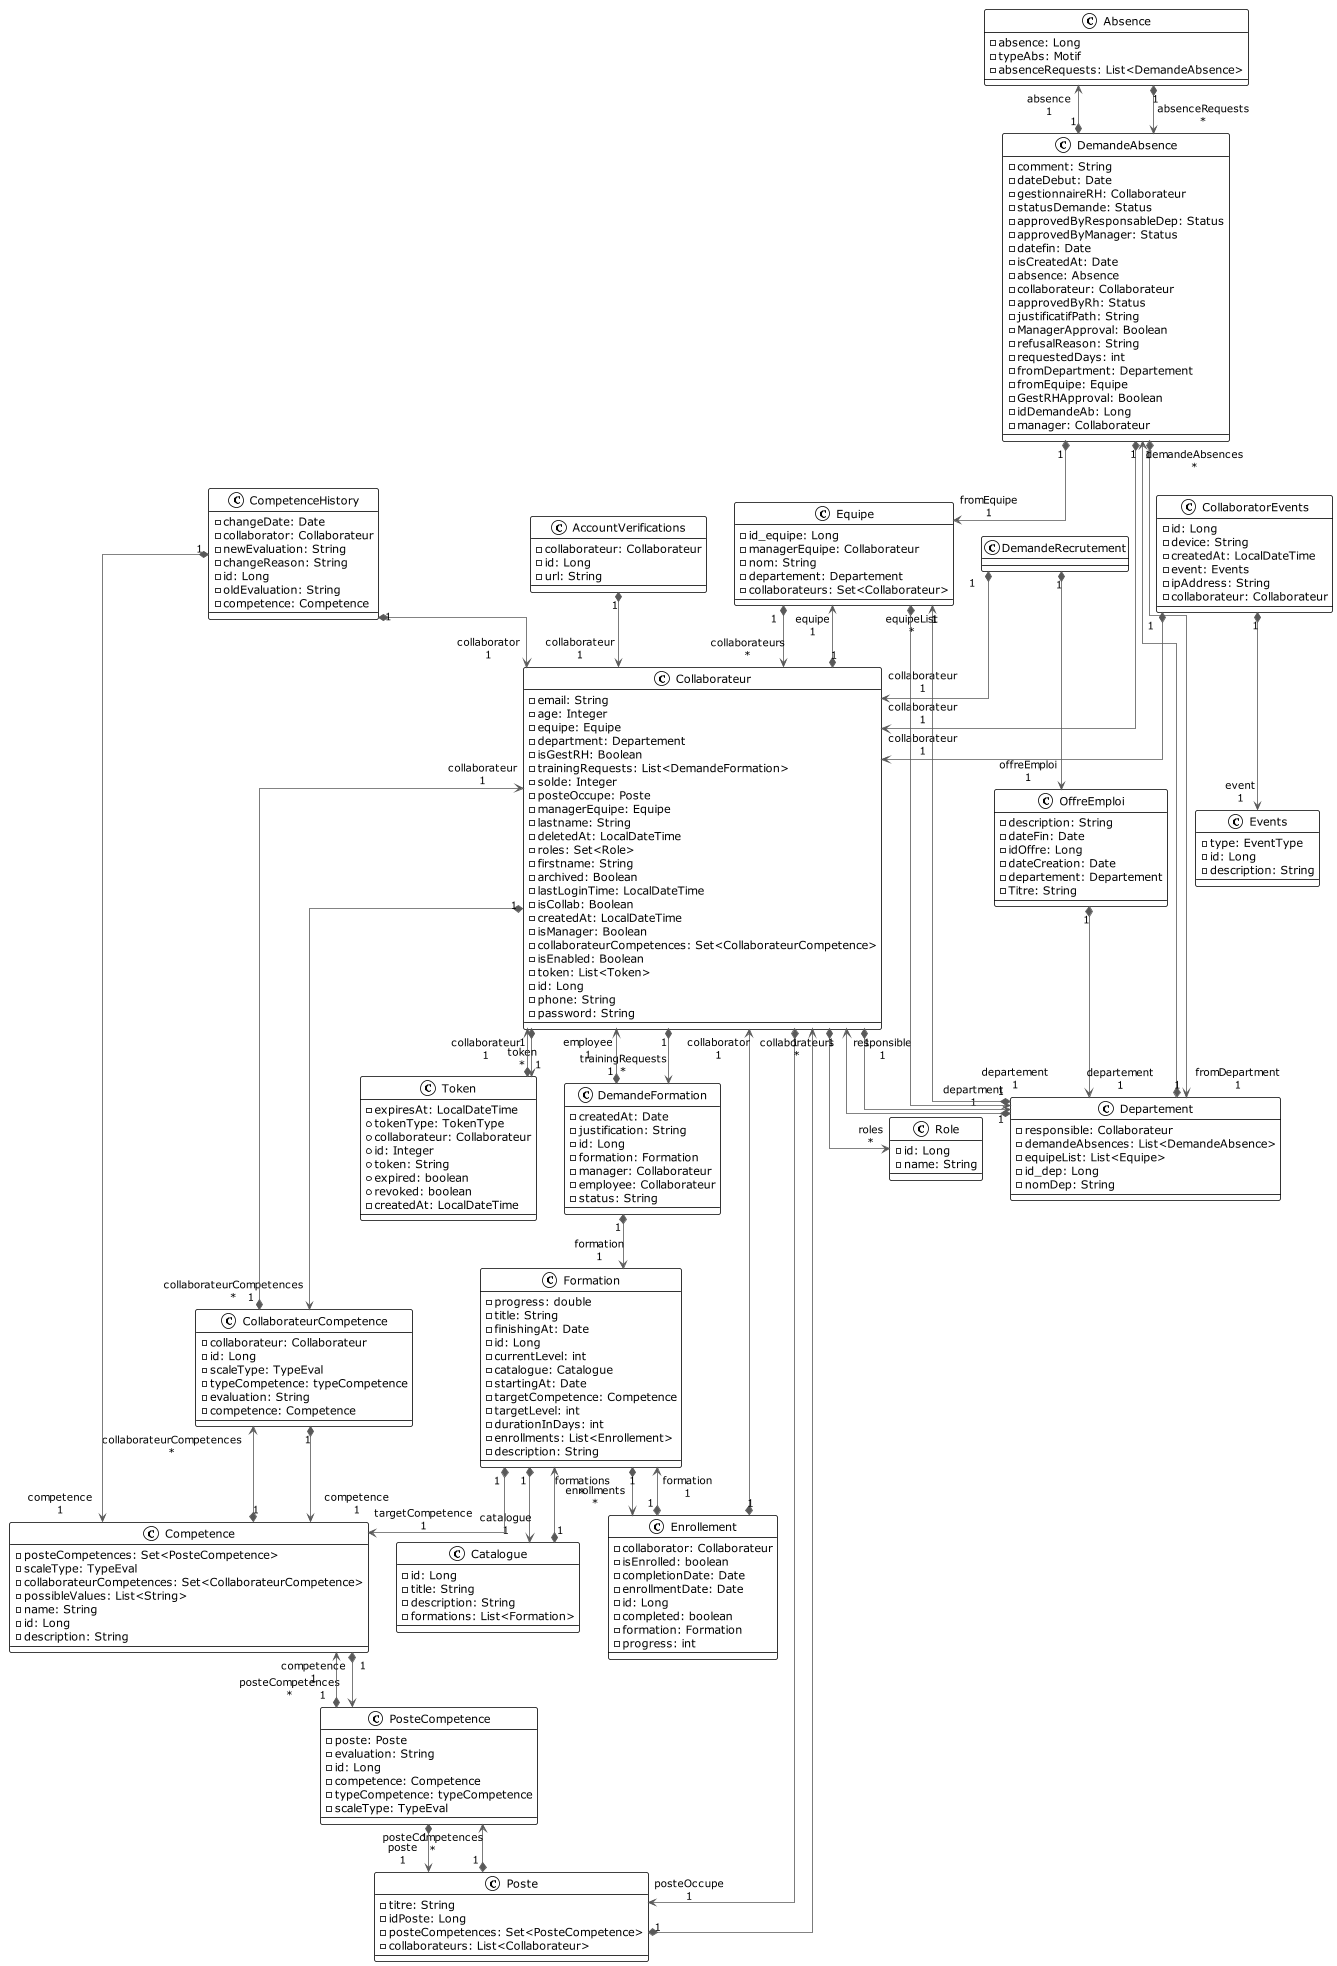 C Absence
absence: Long
typeAbs: Motif
absenceRequests: List<DemandeAbsence>
absence
1
1
1
absenceRequests
*
C DemandeAbsence
comment: String
dateDebut: Date
gestionnaireRH: Collaborateur
statusDemande: Status
approvedByResponsableDep: Status
approvedByManager: Status
datefin: Date
isCreatedAt: Date
absence: Absence
collaborateur: Collaborateur
approvedByRh: Status
justificatifPath: String
ManagerApproval: Boolean
refusalReason: String
requestedDays: int
fromDepartment: Departement
fromEquipe: Equipe
GestRHApproval: Boolean
idDemandeAb: Long
manager: Collaborateur
1
1
1
demandeAbsences
*
C CompetenceHistory
changeDate: Date
collaborator: Collaborateur
newEvaluation: String
changeReason: String
id: Long
oldEvaluation: String
competence: Competence
1
1
C AccountVerifications
collaborateur: Collaborateur
id: Long
url: String
1
C Equipe
id_equipe: Long
managerEquipe: Collaborateur
nom: String
departement: Departement
collaborateurs: Set<Collaborateur>
fromEquipe
1
C DemandeRecrutement
1
1
C CollaboratorEvents
id: Long
device: String
createdAt: LocalDateTime
event: Events
ipAddress: String
collaborateur: Collaborateur
1
1
collaborator
1
collaborateur
1
1
collaborateurs
*
equipe
1
1
equipeList
*
1
C Collaborateur
email: String
age: Integer
equipe: Equipe
department: Departement
isGestRH: Boolean
trainingRequests: List<DemandeFormation>
solde: Integer
posteOccupe: Poste
managerEquipe: Equipe
lastname: String
deletedAt: LocalDateTime
roles: Set<Role>
firstname: String
archived: Boolean
lastLoginTime: LocalDateTime
isCollab: Boolean
createdAt: LocalDateTime
isManager: Boolean
collaborateurCompetences: Set<CollaborateurCompetence>
isEnabled: Boolean
token: List<Token>
id: Long
phone: String
password: String
collaborateur
1
collaborateur
1
collaborateur
1
collaborateur
1
1
offreEmploi
1
C OffreEmploi
description: String
dateFin: Date
idOffre: Long
dateCreation: Date
departement: Departement
Titre: String
1
event
1
C Events
type: EventType
id: Long
description: String
collaborateur
1
1
token
*
1
employee
1
1
trainingRequests
*
1
collaborator
1
collaborateurs
*
1
1
responsible
1
C Token
expiresAt: LocalDateTime
tokenType: TokenType
collaborateur: Collaborateur
id: Integer
token: String
expired: boolean
revoked: boolean
createdAt: LocalDateTime
C DemandeFormation
createdAt: Date
justification: String
id: Long
formation: Formation
manager: Collaborateur
employee: Collaborateur
status: String
1
roles
*
C Role
id: Long
name: String
departement
1
department
1
departement
1
fromDepartment
1
1
1
1
C Departement
responsible: Collaborateur
demandeAbsences: List<DemandeAbsence>
equipeList: List<Equipe>
id_dep: Long
nomDep: String
formation
1
collaborateurCompetences
*
1
C CollaborateurCompetence
collaborateur: Collaborateur
id: Long
scaleType: TypeEval
typeCompetence: typeCompetence
evaluation: String
competence: Competence
1
C Formation
progress: double
title: String
finishingAt: Date
id: Long
currentLevel: int
catalogue: Catalogue
startingAt: Date
targetCompetence: Competence
targetLevel: int
durationInDays: int
enrollments: List<Enrollement>
description: String
1
1
1
collaborateurCompetences
*
1
competence
1
competence
1
targetCompetence
1
catalogue
1
formations
*
1
enrollments
*
1
formation
1
1
C Competence
posteCompetences: Set<PosteCompetence>
scaleType: TypeEval
collaborateurCompetences: Set<CollaborateurCompetence>
possibleValues: List<String>
name: String
id: Long
description: String
C Catalogue
id: Long
title: String
description: String
formations: List<Formation>
C Enrollement
collaborator: Collaborateur
isEnrolled: boolean
completionDate: Date
enrollmentDate: Date
id: Long
completed: boolean
formation: Formation
progress: int
competence
1
1
posteCompetences
*
1
C PosteCompetence
poste: Poste
evaluation: String
id: Long
competence: Competence
typeCompetence: typeCompetence
scaleType: TypeEval
1
posteCompetences
*
poste
1
1
C Poste
titre: String
idPoste: Long
posteCompetences: Set<PosteCompetence>
collaborateurs: List<Collaborateur>
posteOccupe
1
1